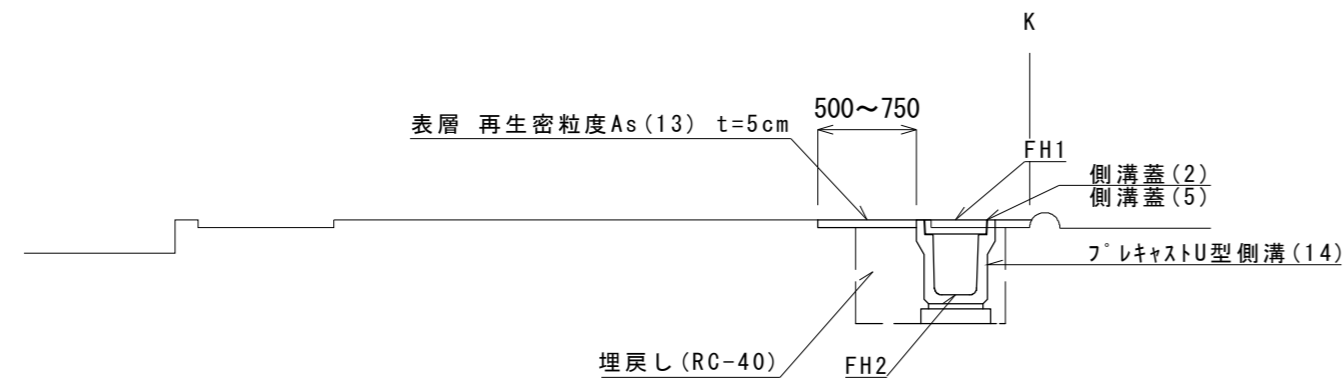 K
500〜750
表層 再生密粒度As(13) t=5cm
FH1
側溝蓋(2)
側溝蓋(5)
プレキャストU型側溝(14)
埋戻し(RC-40)
FH2